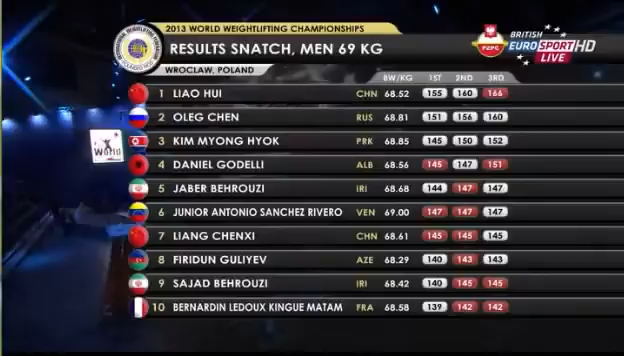 2013 WORLD WEIGHTLIFTING CHAMPIONSHIPS
RESULTS SNATCH, MEN 69 KG
WROCLAW, POLAND
PZPC
BRITISH
EUROSPORT HD
LIVE
BW/KG 1ST 2ND 3RD
1 LIAO HUI CHN 68.52 155 160 166
2 OLEG CHEN RUS 68.81 151 156 160
3 KIM MYONG HYOK PRK 68.85 145 150 152
4 DANIEL GODELLI ALB 68.56 145 147 151
5 JABER BEHROUZI IRI 68.68 144 147 147
6 JUNIOR ANTONIO SANCHEZ RIVERO VEN 69.00 147 147 147
7 LIANG CHENXI CHN 68.61 145 145 145
8 FIRIDUN GULIYEV AZE 68.29 140 143 143
9 SAJAD BEHROUZI IRI 68.42 140 145 145
10 BERNARDIN LEDOUX KINGUE MATAM FRA 68.58 139 142 142
World